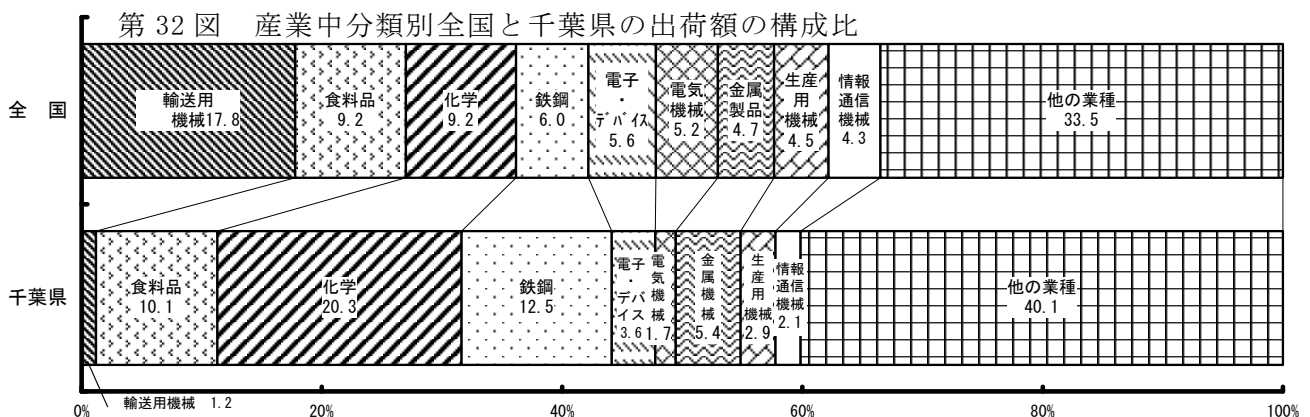 第 32 図　産業中分類別全国と千葉県の出荷額の構成比
全　国
輸送用
機械17.8
食料品
9.2
化学
9.2
鉄鋼
6.0
電子
・
デバイス
5.6
電気
機械
5.2
金属
製品
4.7
生産
用
機械
4.5
情報
通信
機械
4.3
他の業種
33.5
千葉県
食料品
10.1
化学
20.3
鉄鋼
12.5
電子
・
デバ
イス
3.6
電
気
機
械
1.7
金
属
機
械
5.4
生
産
用
機械
2.9
情報
通信
機械
2.1
他の業種
40.1
輸送用機械　1.2
0%
20%
40%
60%
80%
100%